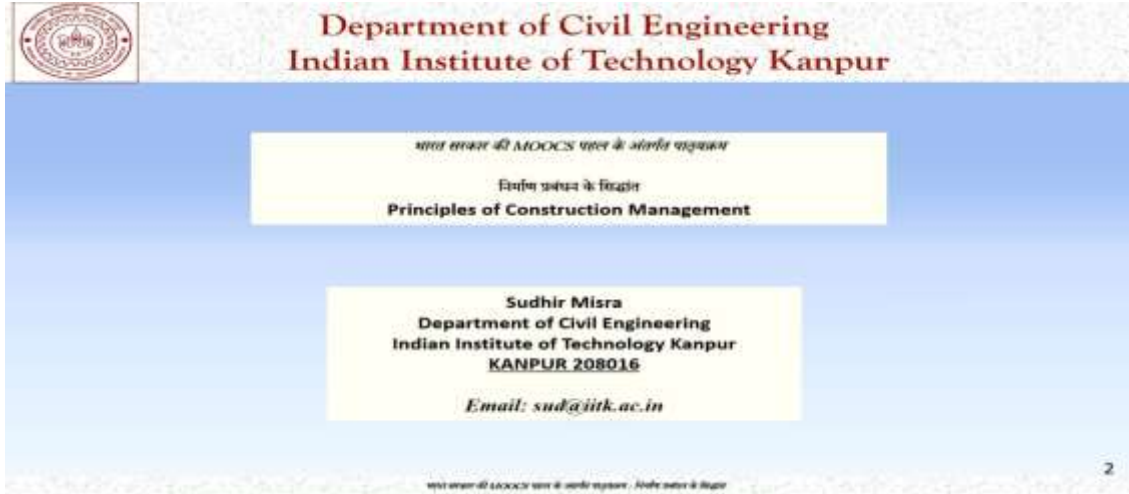 Department of Civil Engineering
Indian Institute of Technology Kanpur
भारत सरकार की MOOCS पहल के अंतर्गत पाठ्यक्रम
निर्माण प्रबंधन के सिद्धांत
Principles of Construction Management
Sudhir Misra
Department of Civil Engineering
Indian Institute of Technology Kanpur
KANPUR 208016
Email: sud@iitk.ac.in
2